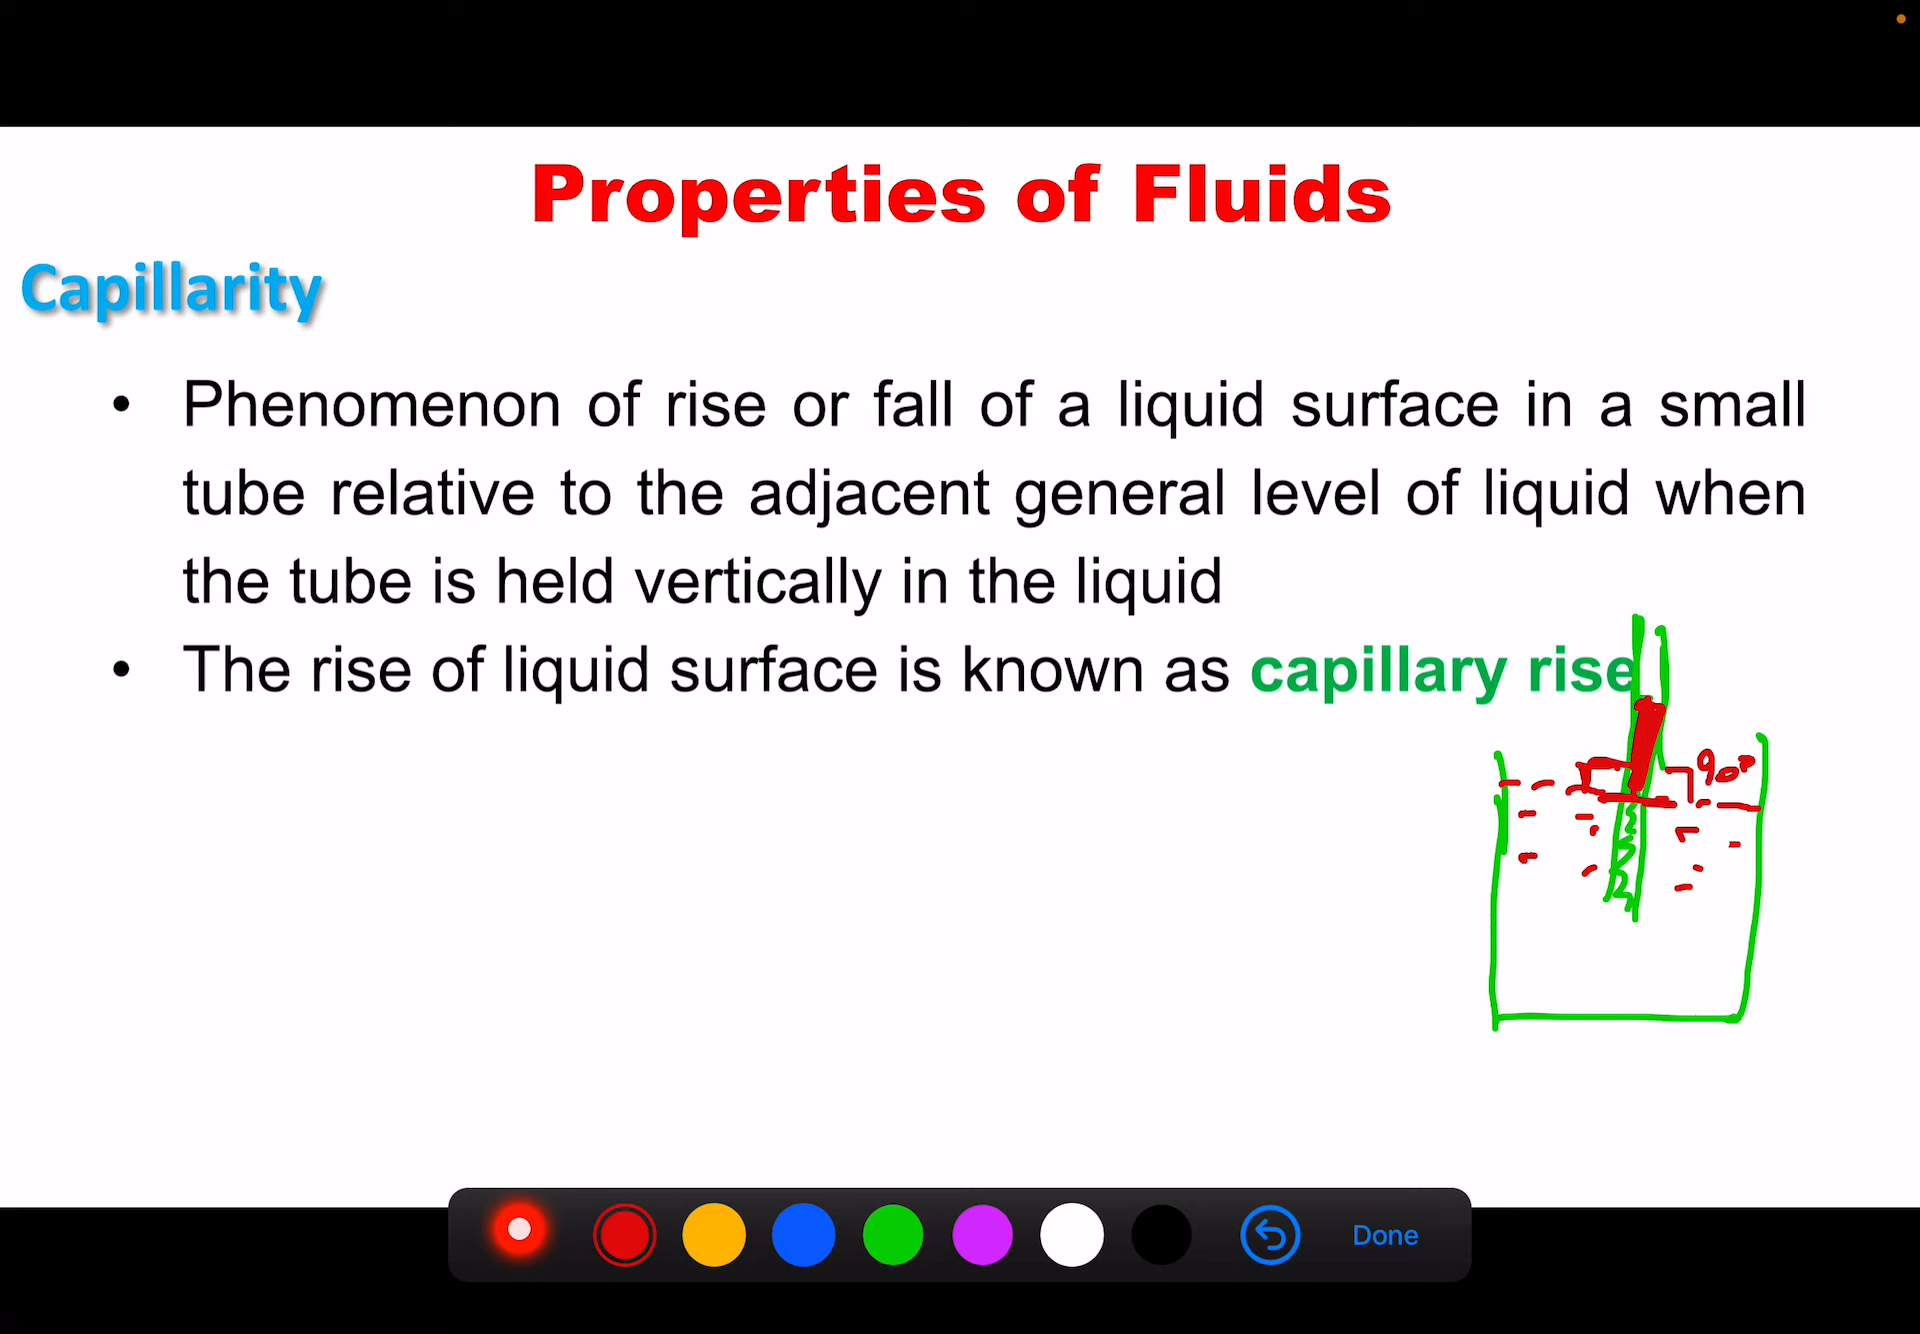 Properties of Fluids
Capillarity
• Phenomenon of rise or fall of a liquid surface in a small
tube relative to the adjacent general level of liquid when
the tube is held vertically in the liquid
• The rise of liquid surface is known as capillary rise
90°
Done